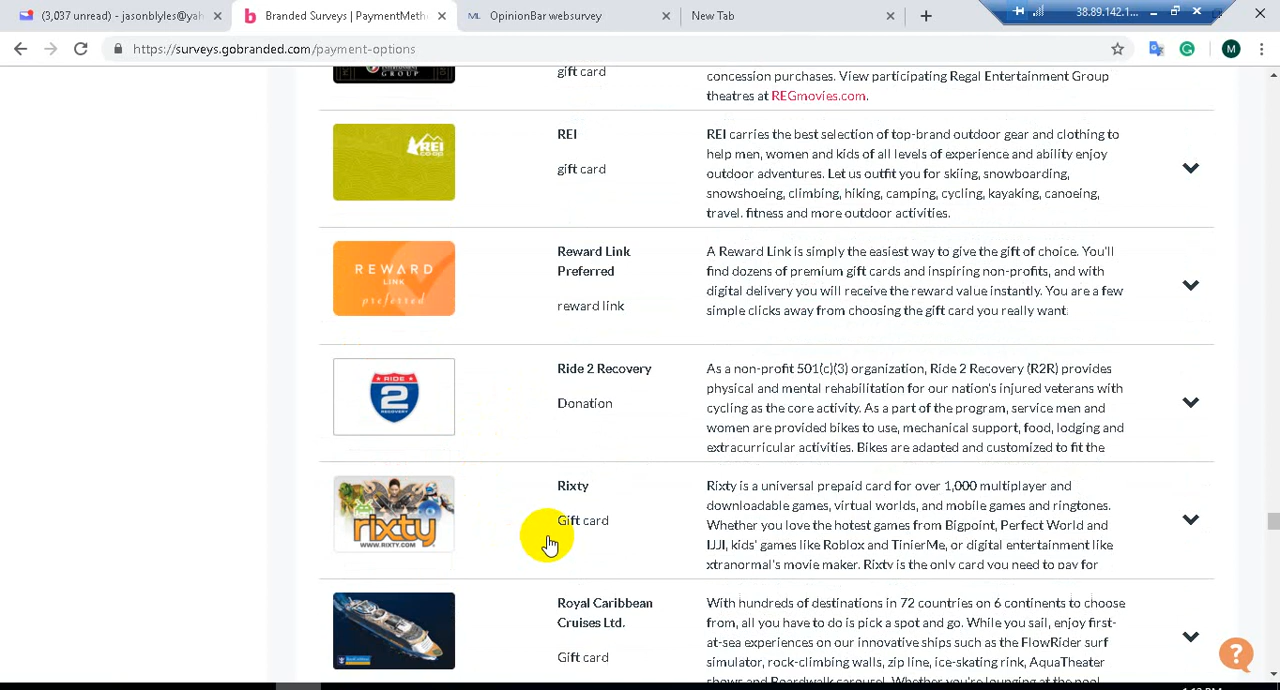 (3,037 unread) - jasonblyles@yah
Branded Surveys | PaymentMeth
OpinionBar websurvey
New Tab
38.89.142.1...
https://surveys.gobranded.com/payment-options
M
GROUP
gift card
concession purchases. View participating Regal Entertainment Group
theatres at REGmovies.com.
REI
CO-OP
REI
gift card
REI carries the best selection of top-brand outdoor gear and clothing to
help men, women and kids of all levels of experience and ability enjoy
outdoor adventures. Let us outfit you for skiing, snowboarding,
snowshoeing, climbing, hiking, camping, cycling, kayaking, canoeing,
travel, fitness and more outdoor activities.
REWARD
LINK
preferred
Reward Link
Preferred
reward link
A Reward Link is simply the easiest way to give the gift of choice. You'll
find dozens of premium gift cards and inspiring non-profits, and with
digital delivery you will receive the reward value instantly. You are a few
simple clicks away from choosing the gift card you really want.
RIDE
2
RECOVERY
Ride 2 Recovery
Donation
As a non-profit 501(c)(3) organization, Ride 2 Recovery (R2R) provides
physical and mental rehabilitation for our nation's injured veterans with
cycling as the core activity. As a part of the program, service men and
women are provided bikes to use, mechanical support, food, lodging and
extracurricular activities. Bikes are adapted and customized to fit the
rixty
WWW.RIXTY.COM
Rixty
Gift card
Rixty is a universal prepaid card for over 1,000 multiplayer and
downloadable games, virtual worlds, and mobile games and ringtones.
Whether you love the hottest games from Bigpoint, Perfect World and
IJJI, kids' games like Roblox and TinierMe, or digital entertainment like
xtranormal's movie maker. Rixty is the only card you need to pay for
Royal Caribbean
Cruises Ltd.
Gift card
With hundreds of destinations in 72 countries on 6 continents to choose
from, all you have to do is pick a spot and go. While you sail, enjoy first-
at-sea experiences on our innovative ships such as the FlowRider surf
simulator, rock-climbing walls, zip line, ice-skating rink, AquaTheater
shows and Boardwalk carousel. Whether you're lounging at the pool
?